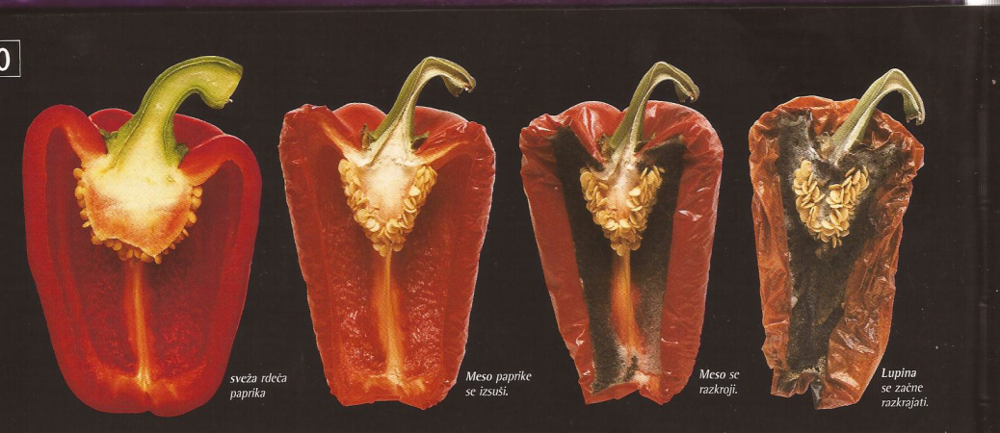 0
sveža rdeča
paprika
Meso paprike
se izsuši.
Meso se
razkroji.
Lupina
se začne
razkrajati.